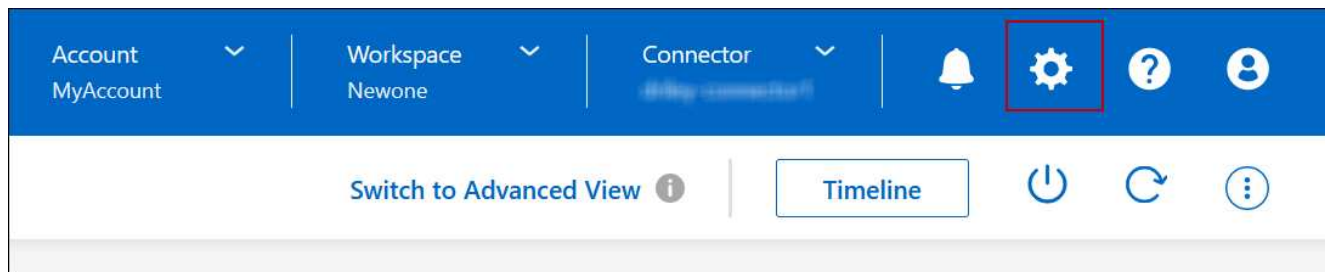 Account
MyAccount
Workspace
Newone
Connector
Switch to Advanced View
Timeline